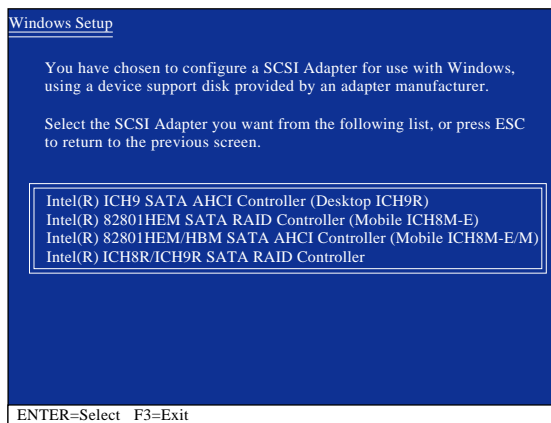 Windows Setup
You have chosen to configure a SCSI Adapter for use with Windows,
using a device support disk provided by an adapter manufacturer.
Select the SCSI Adapter you want from the following list, or press ESC
to return to the previous screen.
Intel(R) ICH9 SATA AHCI Controller (Desktop ICH9R)
Intel(R) 82801HEM SATA RAID Controller (Mobile ICH8M-E)
Intel(R) 82801HEM/HBM SATA AHCI Controller (Mobile ICH8M-E/M)
Intel(R) ICH8R/ICH9R SATA RAID Controller
ENTER=Select F3=Exit